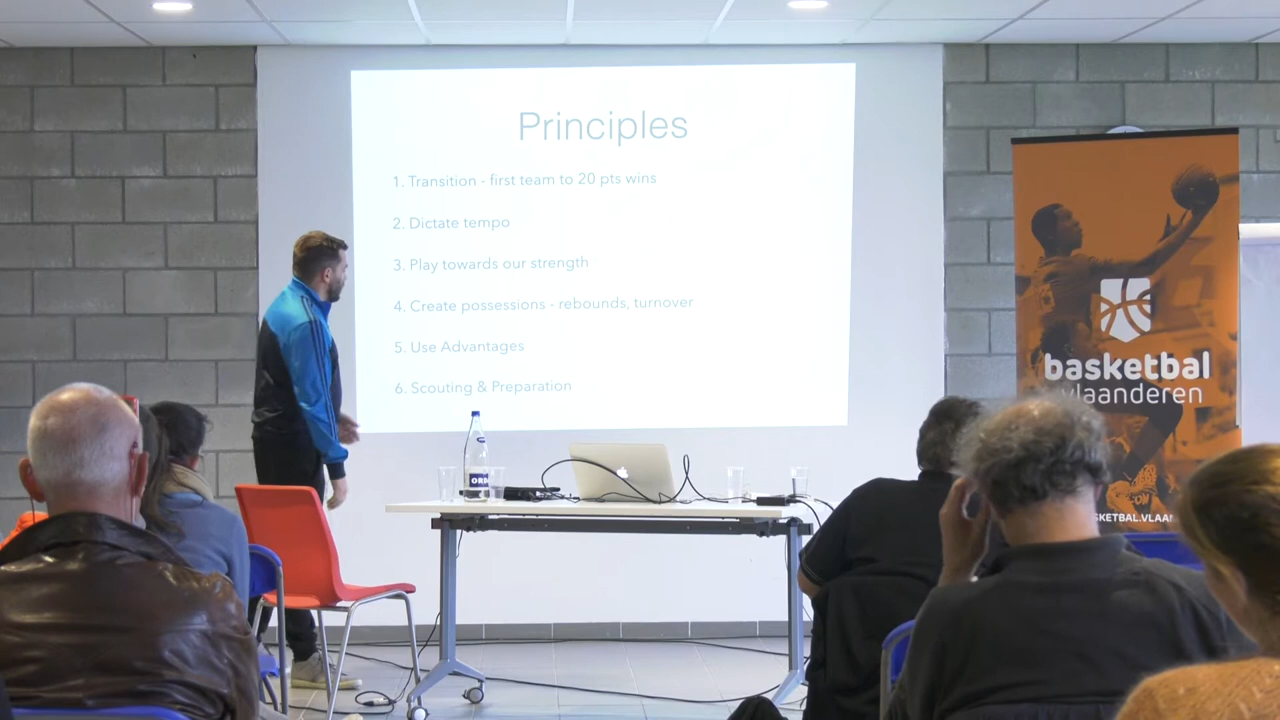 Principles
1. Transition - first team to 20 pts wins
2. Dictate tempo
3. Play towards our strength
4. Create possessions - rebounds, turnover
5. Use Advantages
6. Scouting & Preparation
basketbal
vlaanderen